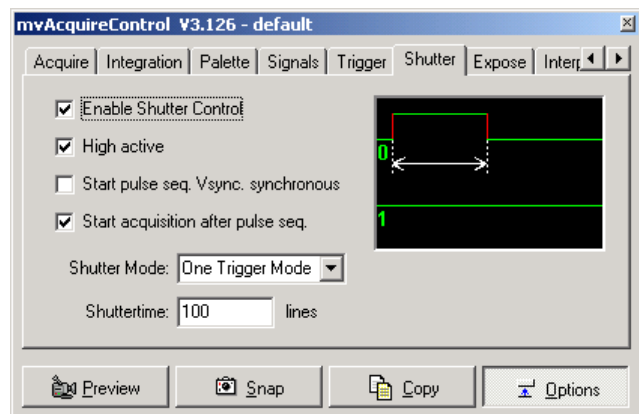 mvAcquireControl V3.126 - default
Acquire Integration Palette Signals Trigger Shutter Expose Interp
Enable Shutter Control
High active
Start pulse seq. Vsync. synchronous
Start acquisition after pulse seq.
0
1
Shutter Mode: One Trigger Mode
Shuttertime: 100 lines
Preview Snap Copy Options